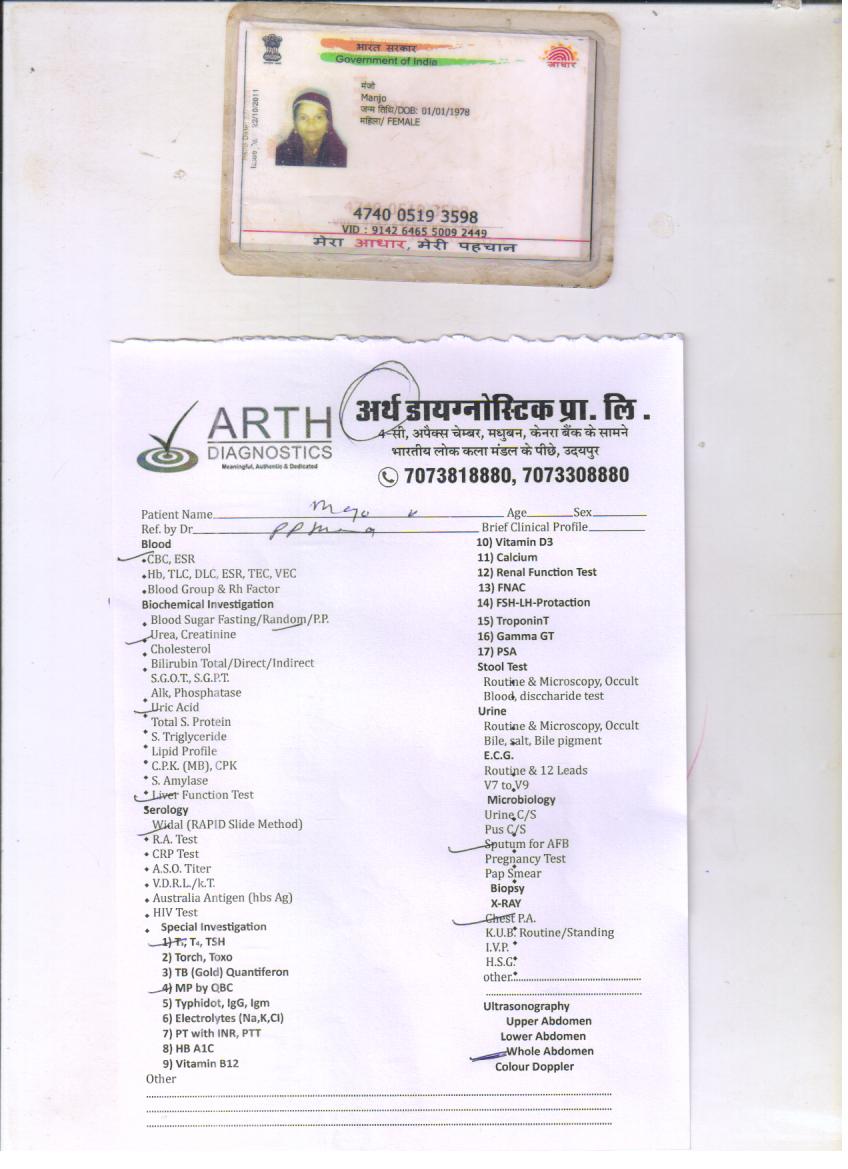 भारत सरकार
Government of India
आधार
मंजो
Manjo
जन्म तिथि/DOB: 01/01/1978
महिला/ FEMALE
4740 0519 3598
VID : 9142 6465 5009 2449
मेरा आधार, मेरी पहचान
ARTH
DIAGNOSTICS
Meaningful, Authentic & Dedicated
अर्थ डायग्नोस्टिक प्रा. लि.
4-सी, अपैक्स चेम्बर, मधुबन, केनरा बैंक के सामने
भारतीय लोक कला मंडल के पीछे, उदयपुर
7073818880, 7073308880
Patient Name Age Sex
Ref. by Dr Brief Clinical Profile
Blood
CBC, ESR
Hb, TLC, DLC, ESR, TEC, VEC
Blood Group & Rh Factor
Biochemical Investigation
Blood Sugar Fasting/Random/P.P.
Urea, Creatinine
Cholesterol
Bilirubin Total/Direct/Indirect
S.G.O.T., S.G.P.T.
Alk, Phosphatase
Uric Acid
Total S. Protein
S. Triglyceride
Lipid Profile
C.P.K. (MB), CPK
S. Amylase
Liver Function Test
Serology
Widal (RAPID Slide Method)
R.A. Test
CRP Test
A.S.O. Titer
V.D.R.L./k.T.
Australia Antigen (hbs Ag)
HIV Test
Special Investigation
1) T₃, T₄, TSH
2) Torch, Toxo
3) TB (Gold) Quantiferon
4) MP by QBC
5) Typhidot, IgG, Igm
6) Electrolytes (Na,K,Cl)
7) PT with INR, PTT
8) HB A1C
9) Vitamin B12
Other
10) Vitamin D3
11) Calcium
12) Renal Function Test
13) FNAC
14) FSH-LH-Protaction
15) TroponinT
16) Gamma GT
17) PSA
Stool Test
Routine & Microscopy, Occult
Blood, disccharide test
Urine
Routine & Microscopy, Occult
Bile, salt, Bile pigment
E.C.G.
Routine & 12 Leads
V7 to V9
Microbiology
Urine C/S
Pus C/S
Sputum for AFB
Pregnancy Test
Pap Smear
Biopsy
X-RAY
Chest P.A.
K.U.B. Routine/Standing
I.V.P.
H.S.G.
other
Ultrasonography
Upper Abdomen
Lower Abdomen
Whole Abdomen
Colour Doppler